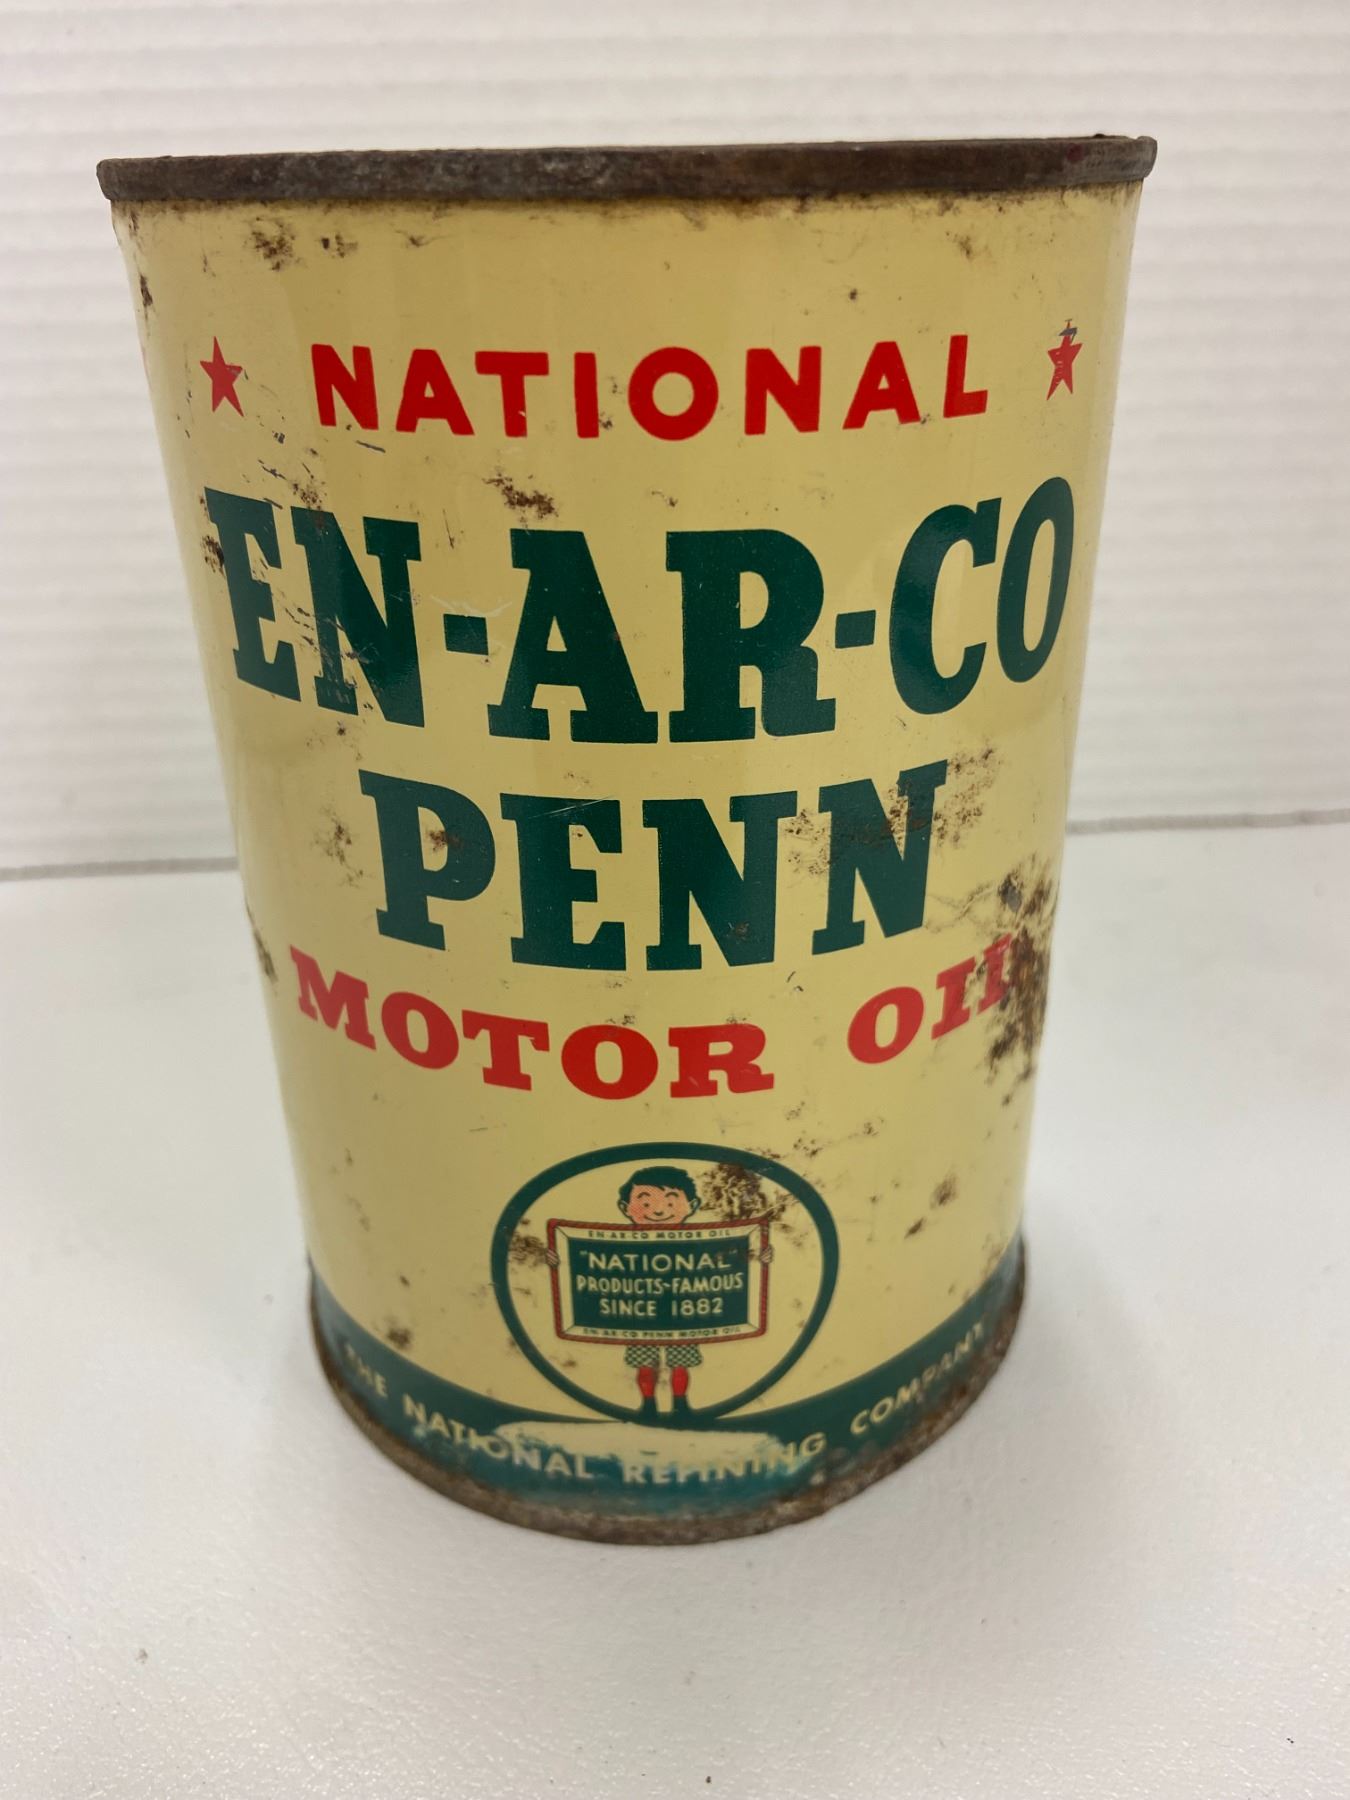 NATIONAL
EN-AR-CO
PENN
MOTOR OIL
EN-AR-CO MOTOR OIL
"NATIONAL"
PRODUCTS-FAMOUS
SINCE 1882
EN-AR-CO PENN MOTOR OIL
THE NATIONAL REFINING COMPANY